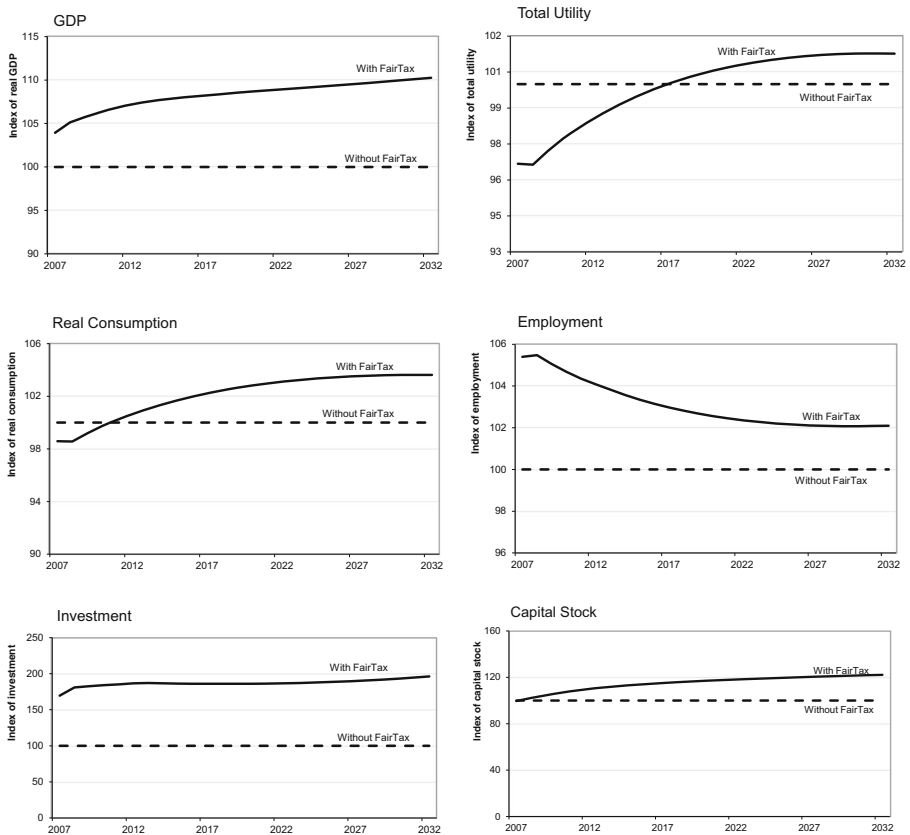 GDP
Index of real GDP
115
110
105
100
95
90
With FairTax
Without FairTax
2007 2012 2017 2022 2027 2032
Total Utility
Index of total utility
102
101
99
98
96
95
93
With FairTax
Without FairTax
2007 2012 2017 2022 2027 2032
Real Consumption
Index of real consumption
106
104
102
100
98
94
90
With FairTax
Without FairTax
2007 2012 2017 2022 2027 2032
Employment
Index of employment
106
104
102
100
99
96
With FairTax
Without FairTax
2007 2012 2017 2022 2027 2032
Investment
Index of investment
250
200
150
100
50
0
With FairTax
Without FairTax
2007 2012 2017 2022 2027 2032
Capital Stock
Index of capital stock
160
120
80
40
0
With FairTax
Without FairTax
2007 2012 2017 2022 2027 2032